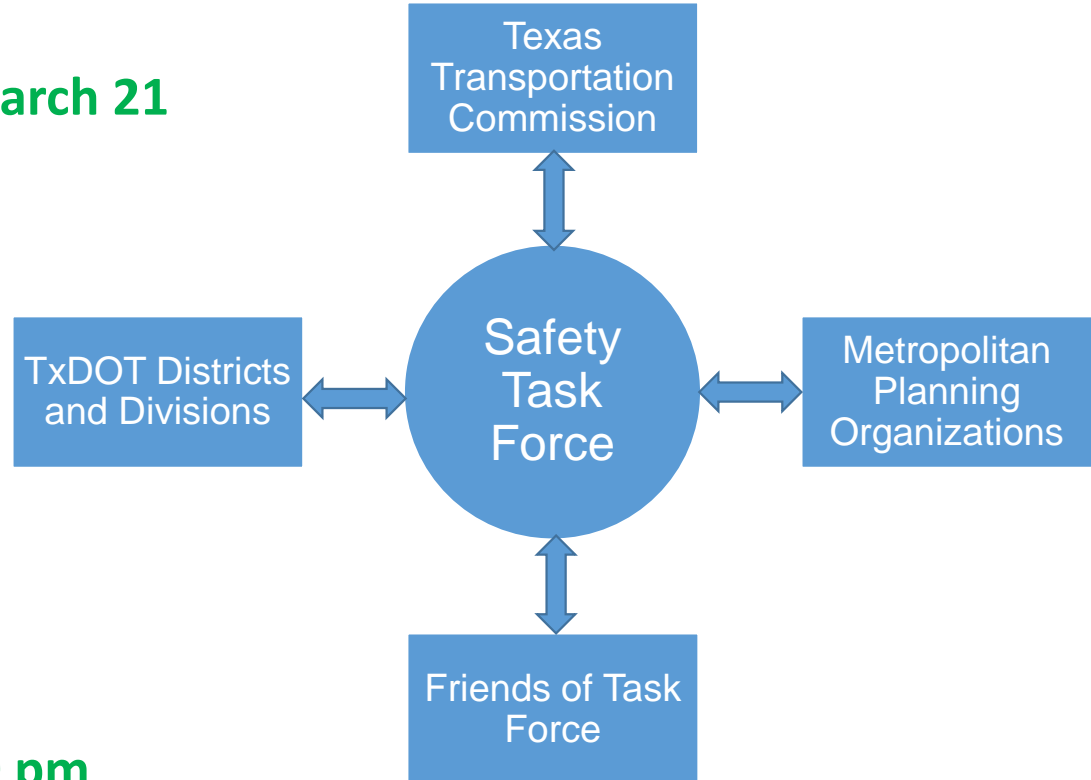 Texas
Transportation
Commission
arch 21
Safety
Task
Force
TxDOT Districts
and Divisions
Metropolitan
Planning
Organizations
Friends of Task
Force
pm